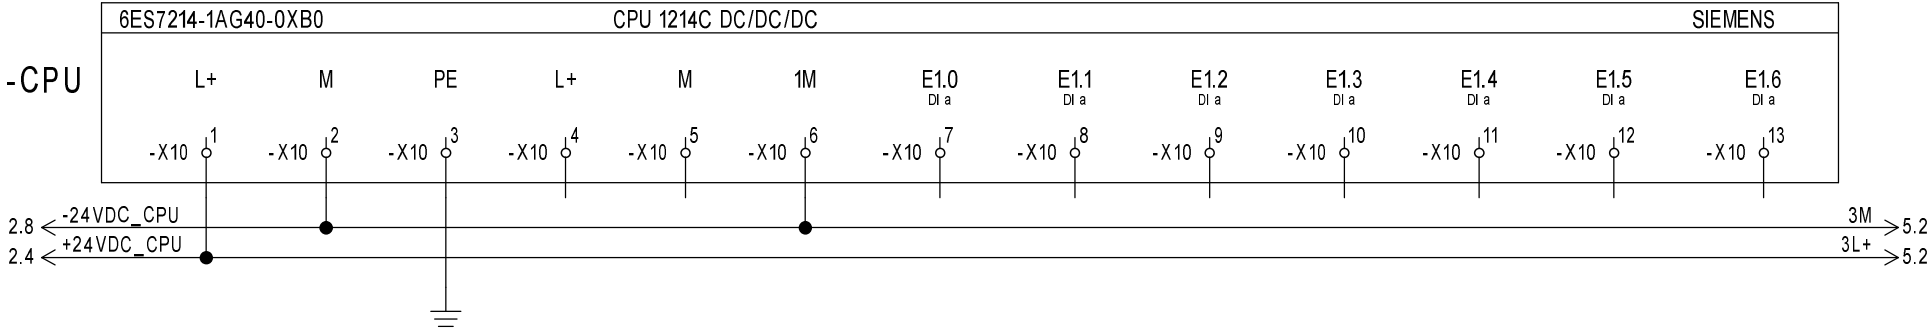 6ES7214-1AG40-0XB0 CPU 1214C DC/DC/DC SIEMENS
-CPU L+ M PE L+ M 1M E1.0 E1.1 E1.2 E1.3 E1.4 E1.5 E1.6
DI a DI a DI a DI a DI a DI a DI a
1 2 3 4 5 6 7 8 9 10 11 12 13
-X10 -X10 -X10 -X10 -X10 -X10 -X10 -X10 -X10 -X10 -X10 -X10 -X10
-24VDC_CPU 3M
2.8 5.2
+24VDC_CPU 3L+
2.4 5.2